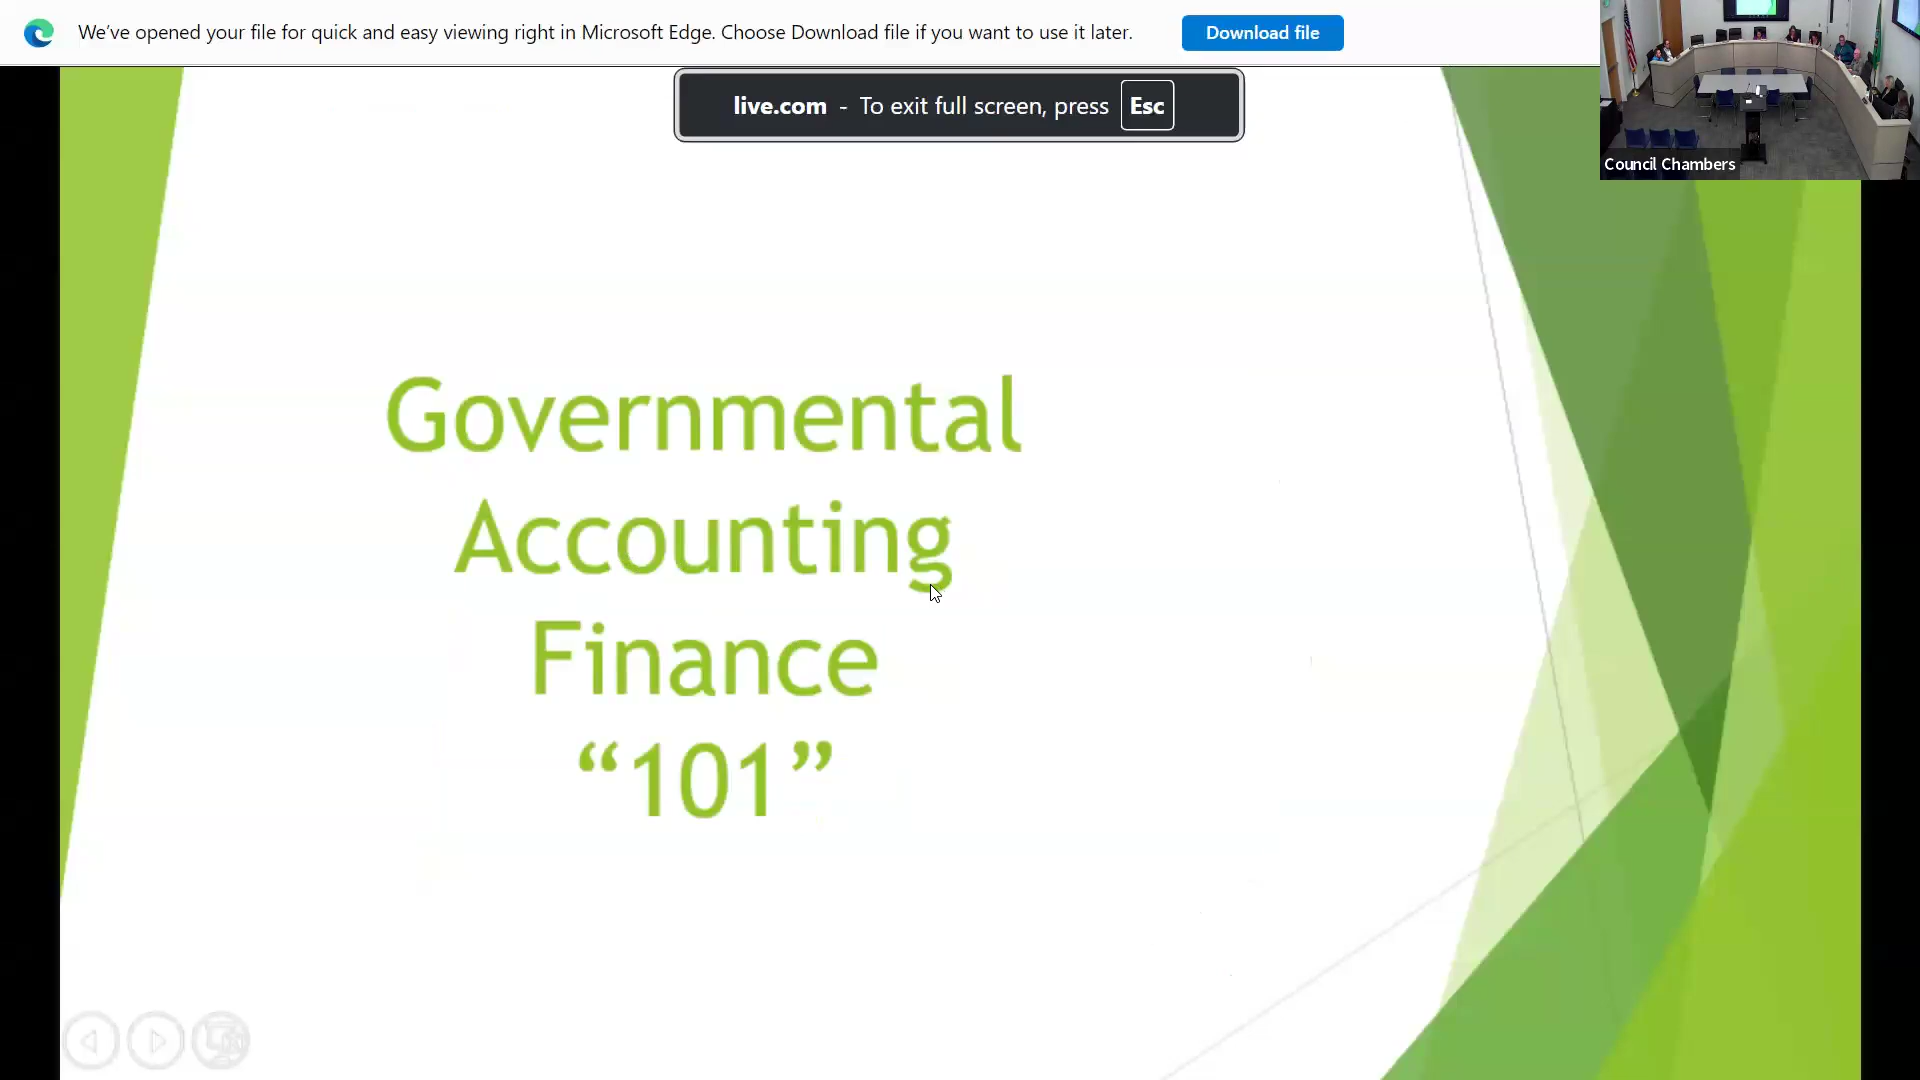 We've opened your file for quick and easy viewing right in Microsoft Edge. Choose Download file if you want to use it later.
Download file
live.com - To exit full screen, press Esc
Council Chambers
Governmental
Accounting
Finance
“101”